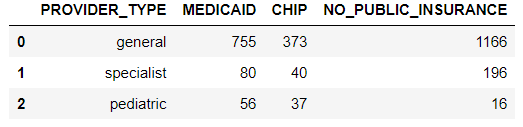 PROVIDER_TYPE MEDICAID CHIP NO_PUBLIC_INSURANCE
0 general 755 373 1166
1 specialist 80 40 196
2 pediatric 56 37 16